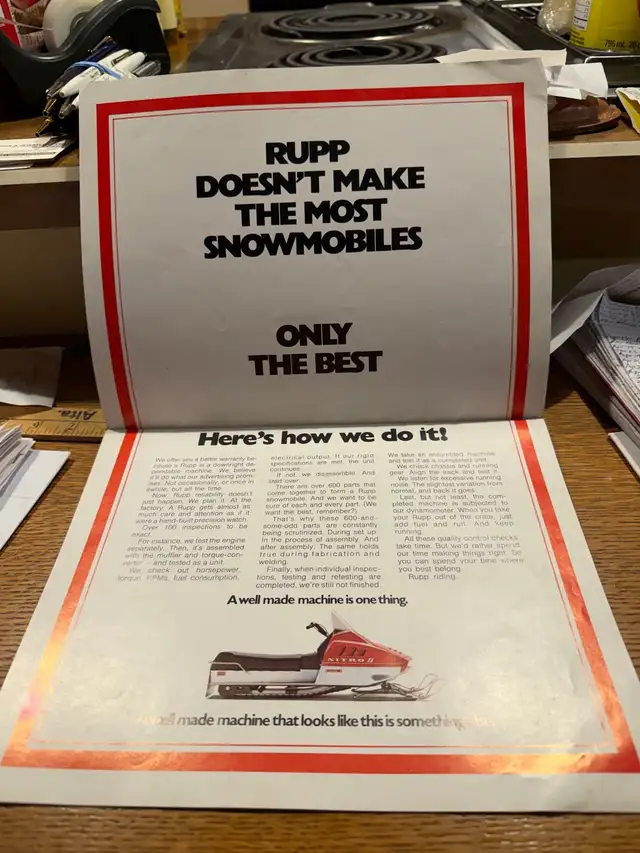 RUPP
DOESN'T MAKE
THE MOST
SNOWMOBILES
ONLY
THE BEST
Here's how we do it!
We offer you a better warranty be-
cause a Rupp is a downright de-
pendable machine. We believe
it'll do what our advertising prom-
ises. Not occasionally, or once in
awhile, but all the time.
Now, Rupp reliability doesn't
just happen. We plan it. At the
factory. A Rupp gets almost as
much care and attention as if it
were a hand-built precision watch.
Over 100 inspections to be
exact.
For instance, we test the engine
separately. Then, it's assembled
with the muffler and torque-con-
verter — and tested as a unit.
We check out horsepower,
torque, RPMs, fuel consumption,
electrical output. If our rigid
specifications are met, the unit
continues.
If not, we disassemble. And
start over.
There are over 600 parts that
come together to form a Rupp
snowmobile. And we want to be
sure of each and every part. (We
want the best, remember?)
That's why these 600-and-
some-odd parts are constantly
being scrutinized. During set up.
In the process of assembly. And
after assembly. The same holds
true during fabrication and
welding.
Finally, when individual inspec-
tions, testing and retesting are
completed, we're still not finished.
We take an assembled machine
and test it as a completed unit.
We check chassis and running
gear. Align the track and test it.
We listen for excessive running
noise. The slightest variation from
normal, and back it goes.
Last, but not least, the com-
pleted machine is subjected to
our dynamometer. When you take
your Rupp out of the crate, just
add fuel and run. And keep
running.
All these quality control checks
take time. But we'd rather spend
our time making things right. So
you can spend your time where
you best belong.
Rupp riding.
A well made machine is one thing.
NITRO II
well made machine that looks like this is something
Alta